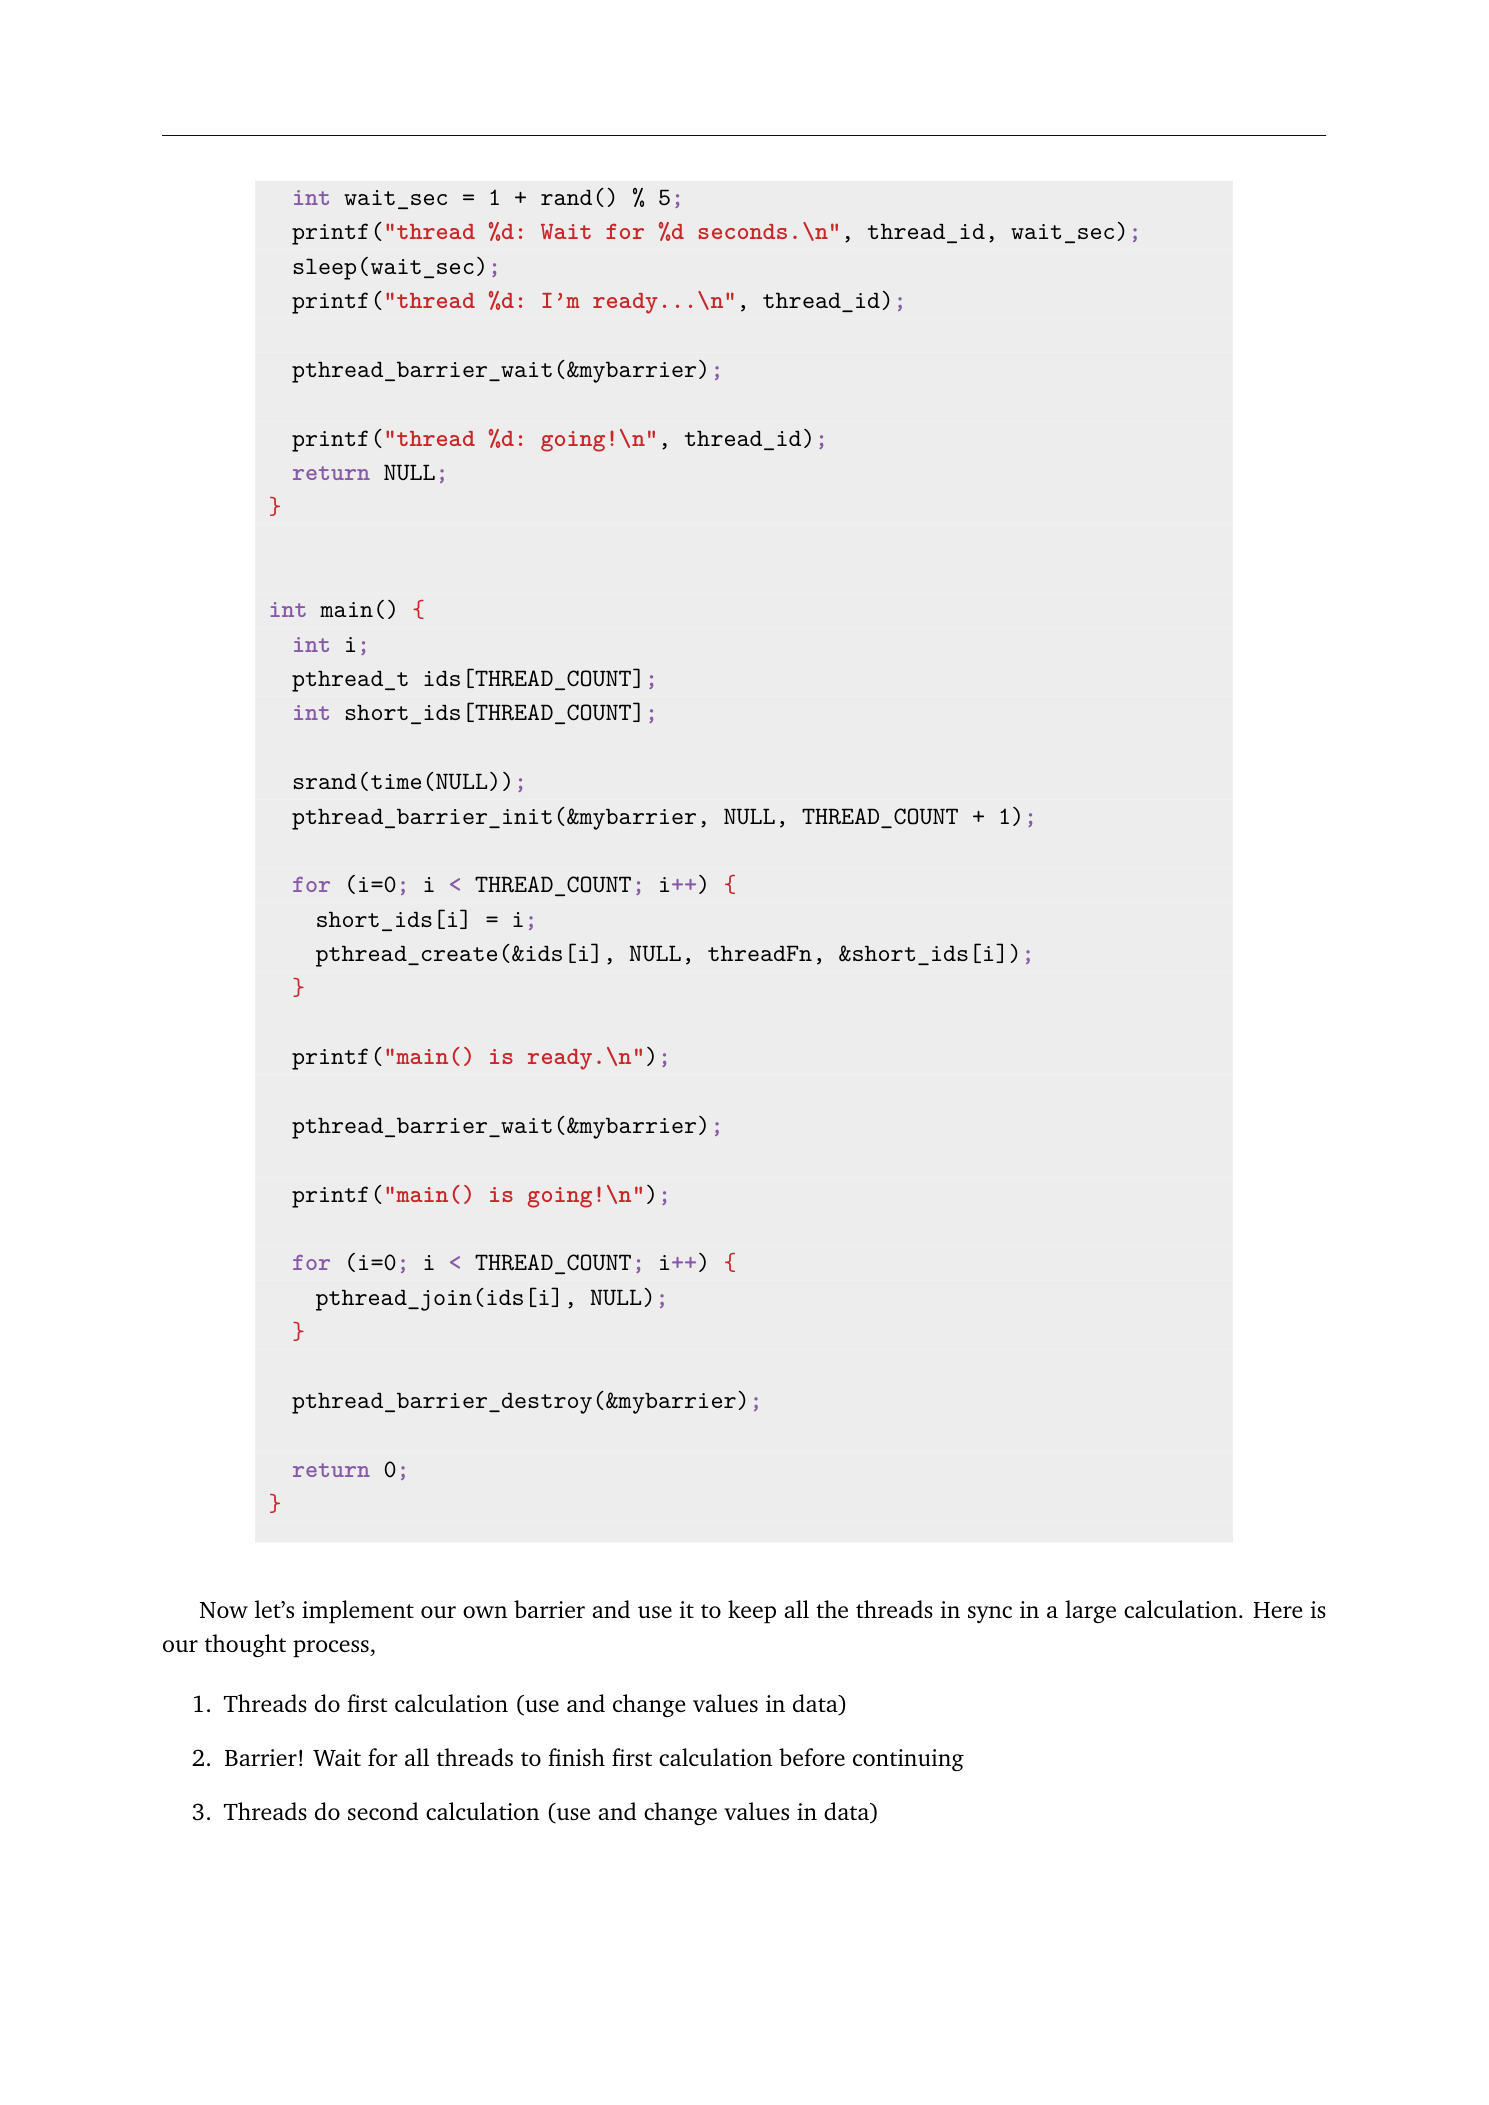 int wait_sec = 1 + rand() % 5;
printf("thread %d: Wait for %d seconds.\n", thread_id, wait_sec);
sleep(wait_sec);
printf("thread %d: I'm ready...\n", thread_id);
pthread_barrier_wait(&mybarrier);
printf("thread %d: going!\n", thread_id);
return NULL;
}
int main() {
int i;
pthread_t ids[THREAD_COUNT];
int short_ids[THREAD_COUNT];
srand(time(NULL));
pthread_barrier_init(&mybarrier, NULL, THREAD_COUNT + 1);
for (i=0; i < THREAD_COUNT; i++) {
short_ids[i] = i;
pthread_create(&ids[i], NULL, threadFn, &short_ids[i]);
}
printf("main() is ready.\n");
pthread_barrier_wait(&mybarrier);
printf("main() is going!\n");
for (i=0; i < THREAD_COUNT; i++) {
pthread_join(ids[i], NULL);
}
pthread_barrier_destroy(&mybarrier);
return 0;
}
Now let's implement our own barrier and use it to keep all the threads in sync in a large calculation. Here is
our thought process,
1. Threads do first calculation (use and change values in data)
2. Barrier! Wait for all threads to finish first calculation before continuing
3. Threads do second calculation (use and change values in data)